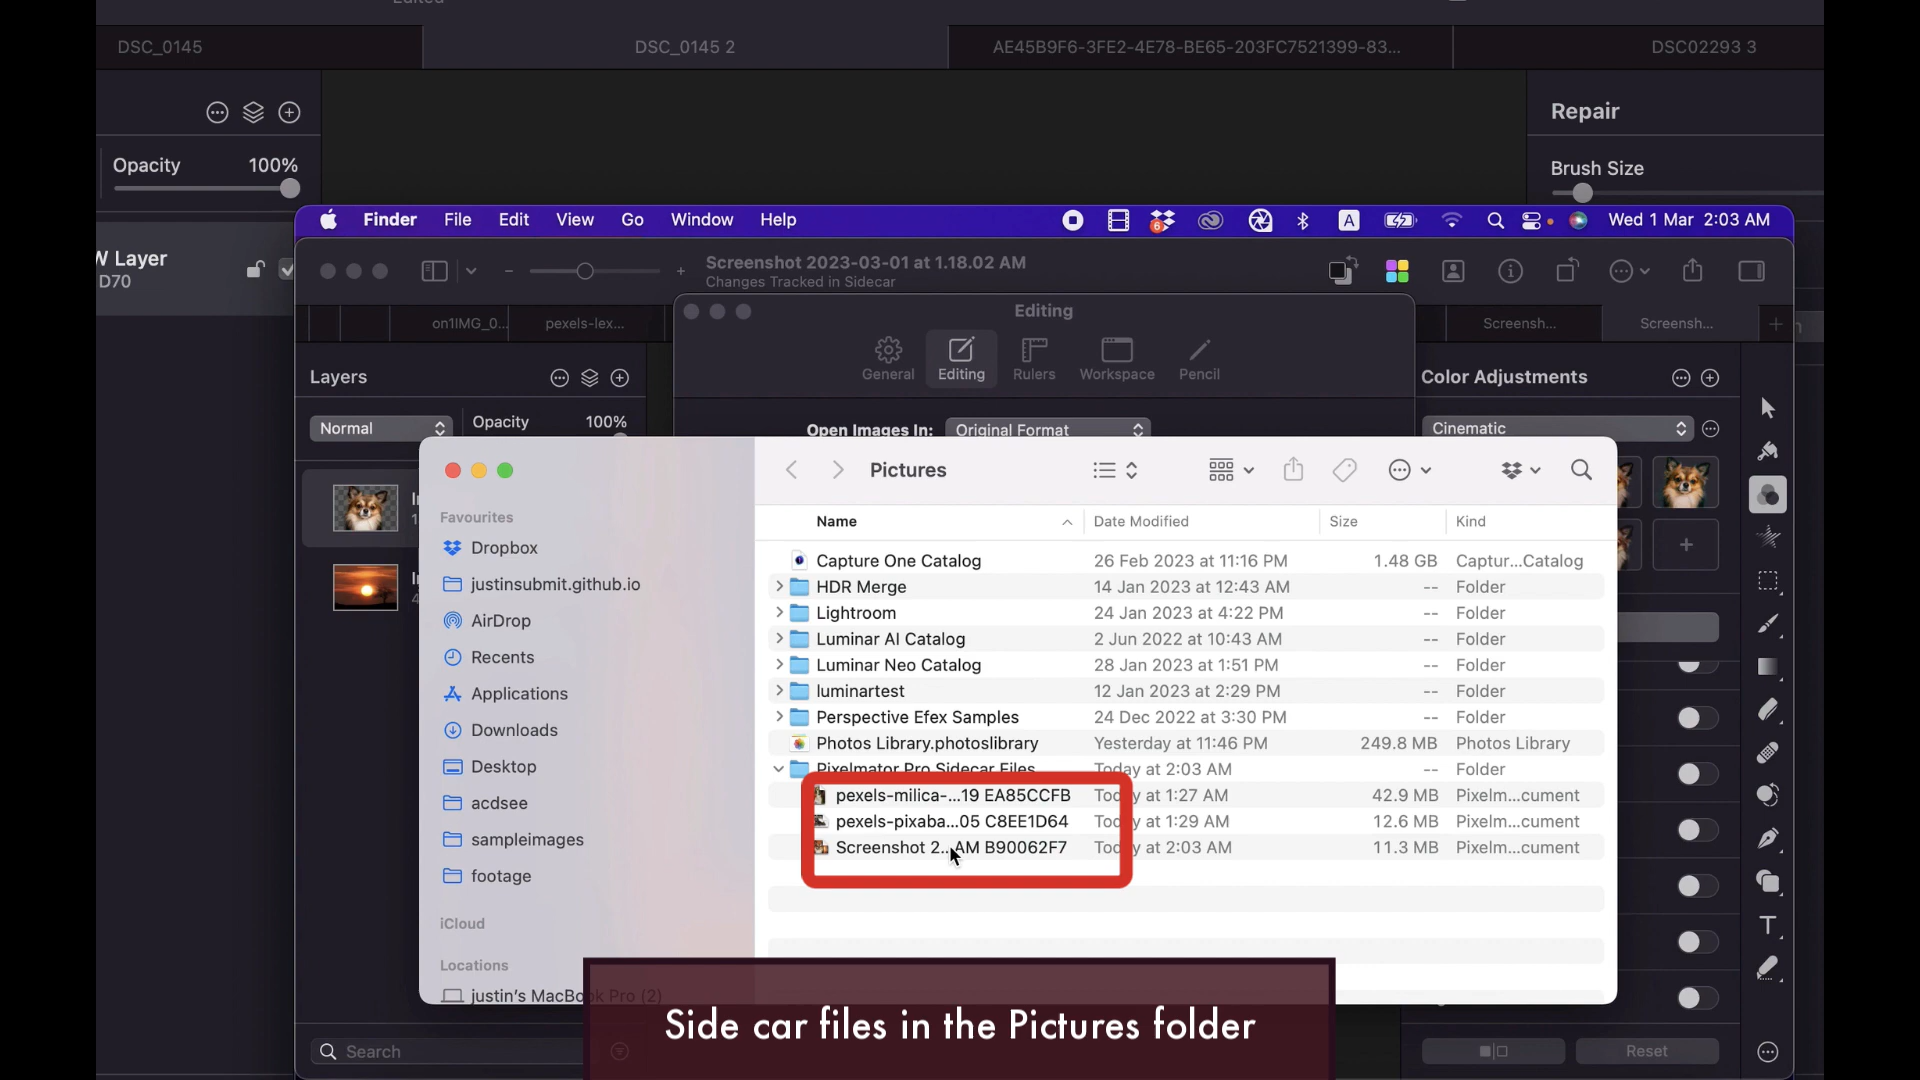 DSC_0145
DSC_0145 2
AE45B9F6-3FE2-4E78-BE65-203FC7521399-83...
DSC02293 3
Repair
Opacity 100%
Brush Size
Finder File Edit View Go Window Help
6
A
Wed 1 Mar 2:03 AM
W Layer
D70
Screenshot 2023-03-01 at 1.18.02 AM
Changes Tracked in Sidecar
on1IMG_0...
pexels-lex...
Editing
Screensh...
Screensh...
General
Editing
Rulers
Workspace
Pencil
Layers
Color Adjustments
Normal
Opacity 100%
Open Images In: Original Format
Cinematic
Pictures
Favourites
Dropbox
justinsubmit.github.io
AirDrop
Recents
Applications
Downloads
Desktop
acdsee
sampleimages
footage
iCloud
Locations
justin's MacBook Pro (2)
Name Date Modified Size Kind
Capture One Catalog 26 Feb 2023 at 11:16 PM 1.48 GB Captur...Catalog
HDR Merge 14 Jan 2023 at 12:43 AM -- Folder
Lightroom 24 Jan 2023 at 4:22 PM -- Folder
Luminar AI Catalog 2 Jun 2022 at 10:43 AM -- Folder
Luminar Neo Catalog 28 Jan 2023 at 1:51 PM -- Folder
luminartest 12 Jan 2023 at 2:29 PM -- Folder
Perspective Efex Samples 24 Dec 2022 at 3:30 PM -- Folder
Photos Library.photoslibrary Yesterday at 11:46 PM 249.8 MB Photos Library
Pixelmator Pro Sidecar Files Today at 2:03 AM -- Folder
pexels-milica-...19 EA85CCFB Today at 1:27 AM 42.9 MB Pixelm...cument
pexels-pixaba...05 C8EE1D64 Today at 1:29 AM 12.6 MB Pixelm...cument
Screenshot 2...AM B90062F7 Today at 2:03 AM 11.3 MB Pixelm...cument
Search
Reset
Side car files in the Pictures folder